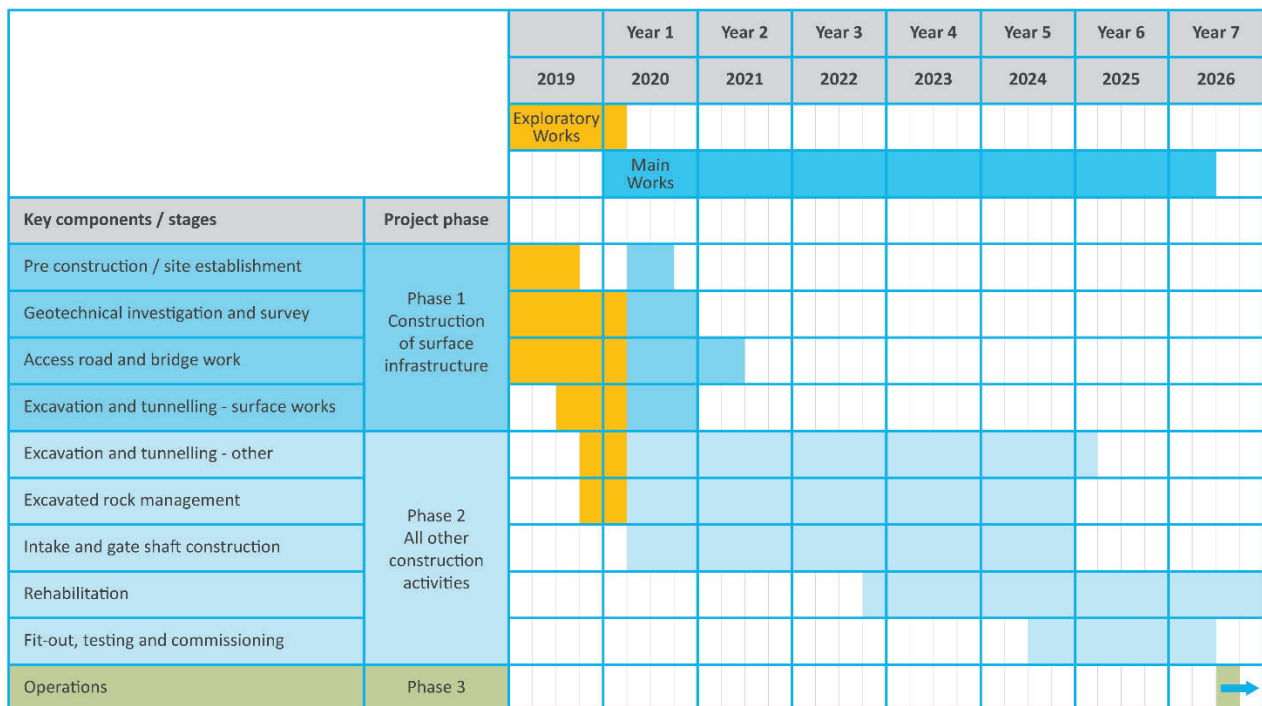 Year 1 Year 2 Year 3 Year 4 Year 5 Year 6 Year 7
2019 2020 2021 2022 2023 2024 2025 2026
Exploratory
Works
Main
Works
Key components / stages Project phase
Pre construction / site establishment
Geotechnical investigation and survey
Access road and bridge work
Excavation and tunnelling - surface works
Phase 1
Construction
of surface
infrastructure
Excavation and tunnelling - other
Excavated rock management
Intake and gate shaft construction
Rehabilitation
Fit-out, testing and commissioning
Phase 2
All other
construction
activities
Operations Phase 3